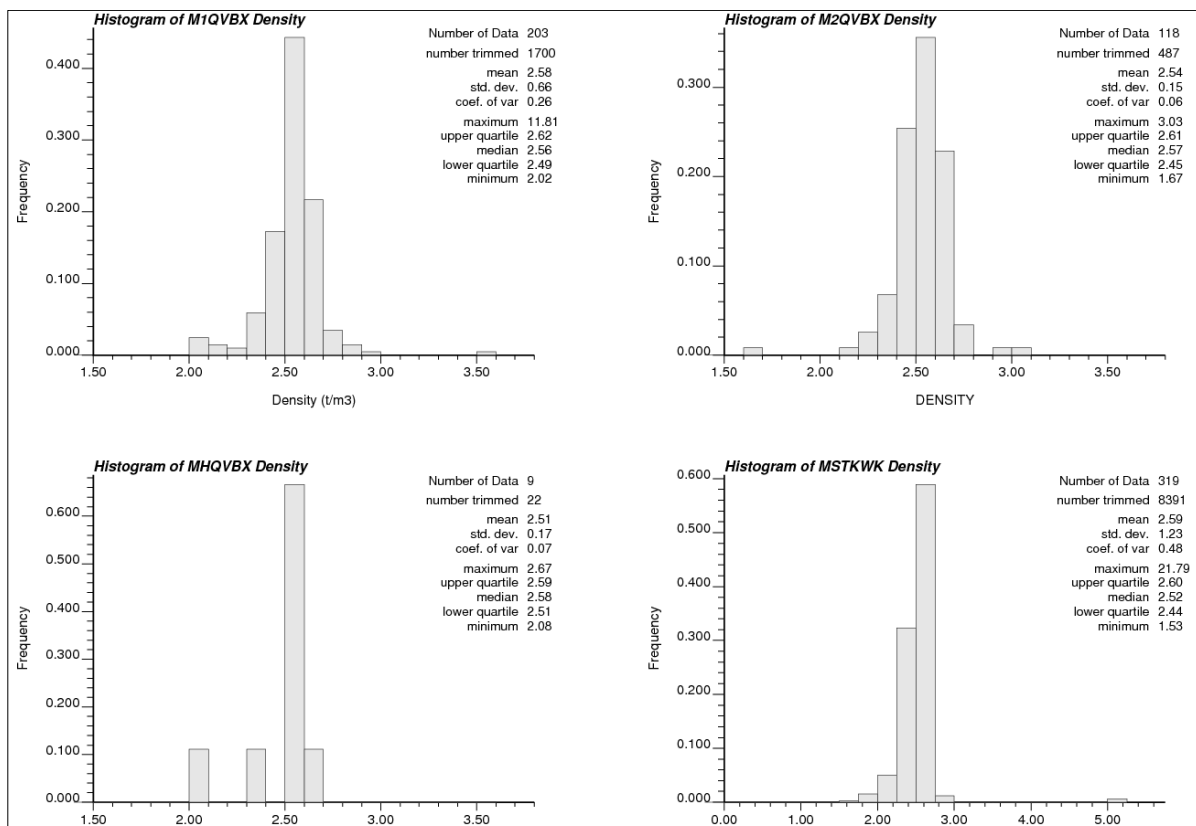 Histogram of M1QVBX Density
Number of Data 203
number trimmed 1700
mean 2.58
std. dev. 0.66
coef. of var 0.26
maximum 11.81
upper quartile 2.62
median 2.56
lower quartile 2.49
minimum 2.02
Frequency
0.400
0.300
0.200
0.100
0.000
1.50 2.00 2.50 3.00 3.50
Density (t/m3)
Histogram of M2QVBX Density
Number of Data 118
number trimmed 487
mean 2.54
std. dev. 0.15
coef. of var 0.06
maximum 3.03
upper quartile 2.61
median 2.57
lower quartile 2.45
minimum 1.67
Frequency
0.300
0.200
0.100
0.000
1.50 2.00 2.50 3.00 3.50
DENSITY
Histogram of MHQVBX Density
Number of Data 9
number trimmed 22
mean 2.51
std. dev. 0.17
coef. of var 0.07
maximum 2.67
upper quartile 2.59
median 2.58
lower quartile 2.51
minimum 2.08
Frequency
0.600
0.500
0.400
0.300
0.200
0.100
0.000
1.50 2.00 2.50 3.00 3.50
Histogram of MSTKWK Density
Number of Data 319
number trimmed 8391
mean 2.59
std. dev. 1.23
coef. of var 0.48
maximum 21.79
upper quartile 2.60
median 2.52
lower quartile 2.44
minimum 1.53
Frequency
0.600
0.500
0.400
0.300
0.200
0.100
0.000
0.00 1.00 2.00 3.00 4.00 5.00